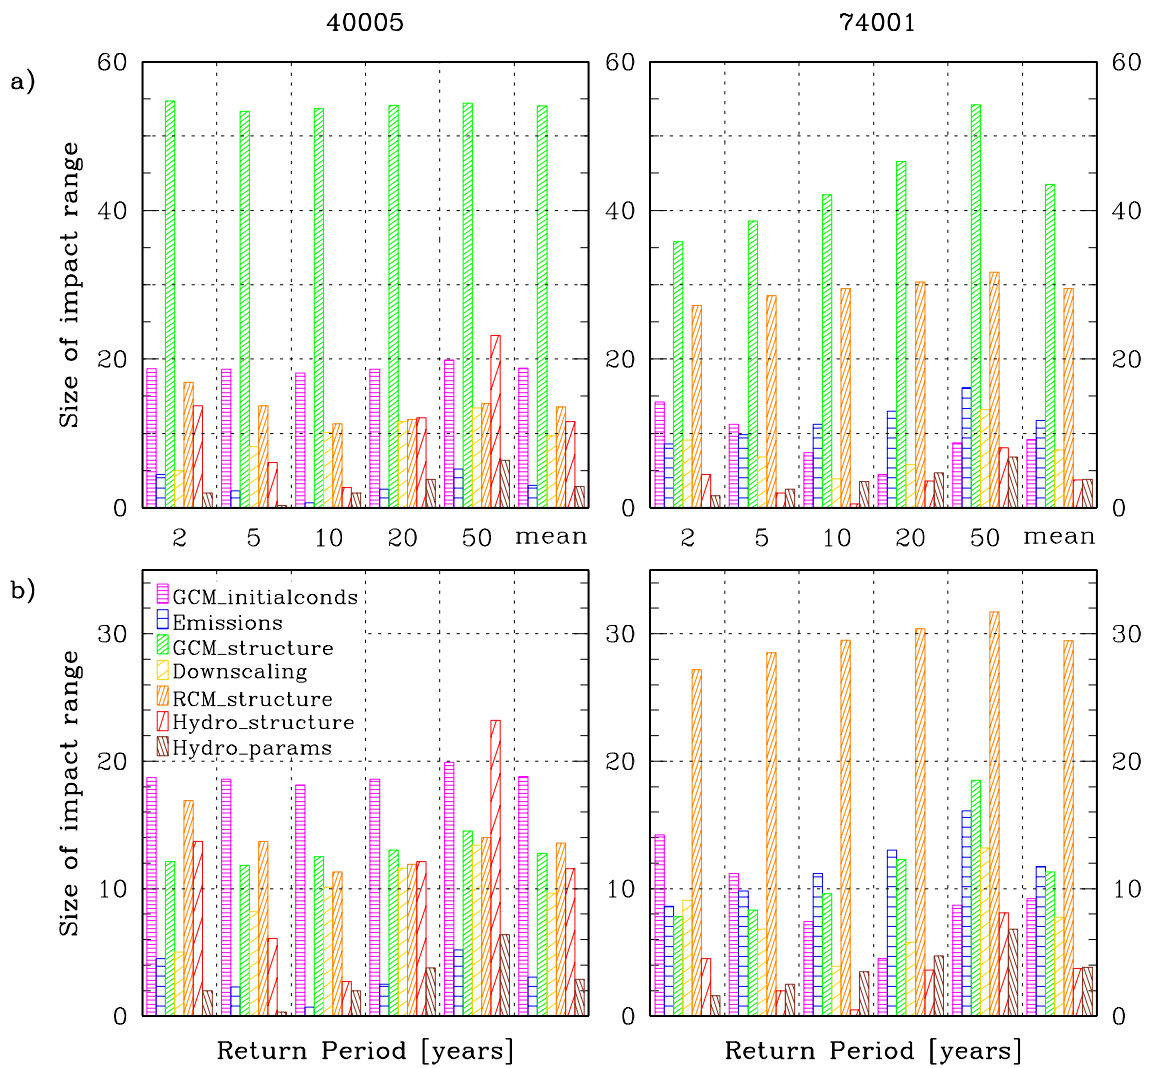 40005 74001
a)
60 60 60
40 40 40
20 20 20
0 0 0
Size of impact range
2 5 10 20 50 mean 2 5 10 20 50 mean
b)
GCM_initialconds
Emissions
GCM_structure
Downscaling
RCM_structure
Hydro_structure
Hydro_params
30 30 30
20 20 20
10 10 10
0 0 0
Size of impact range
Return Period [years] Return Period [years]